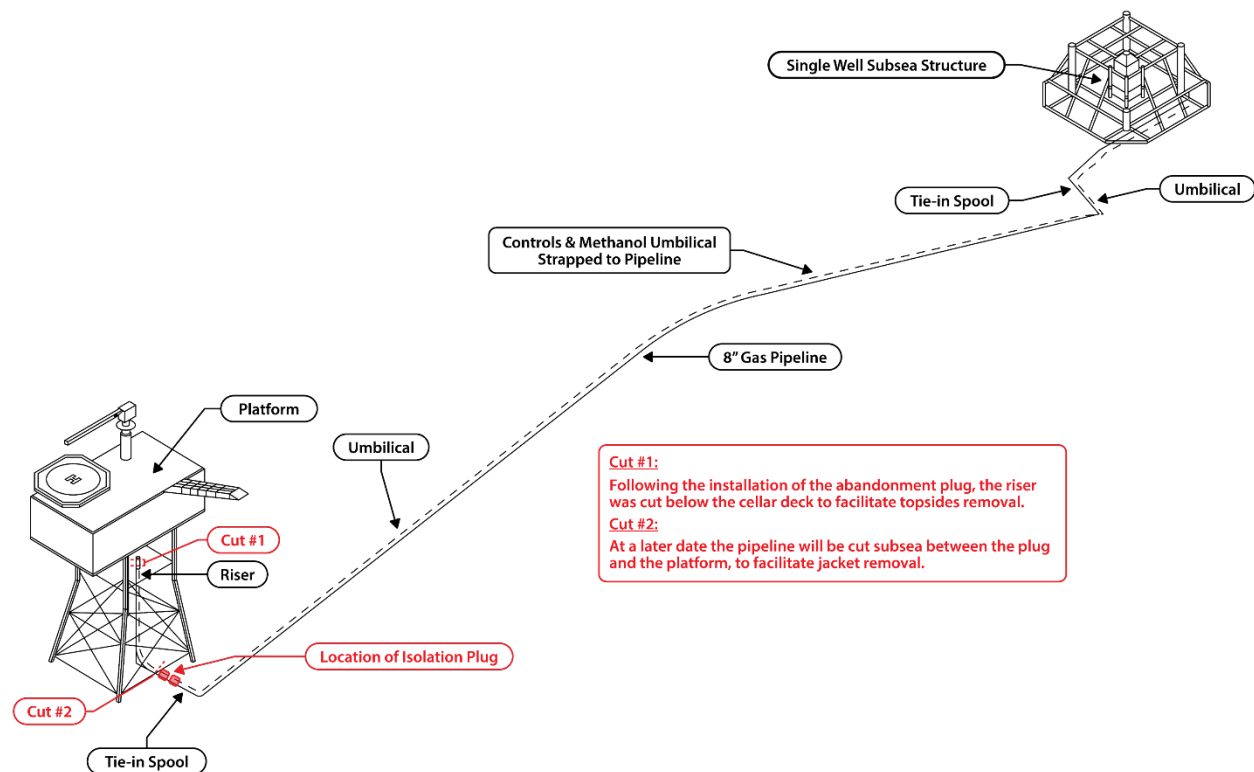 Single Well Subsea Structure
Tie-in Spool
Umbilical
Controls & Methanol Umbilical
Strapped to Pipeline
8” Gas Pipeline
Platform
Umbilical
H
Cut #1:
Following the installation of the abandonment plug, the riser
was cut below the cellar deck to facilitate topsides removal.
Cut #2:
At a later date the pipeline will be cut subsea between the plug
and the platform, to facilitate jacket removal.
Cut #1
Riser
Location of Isolation Plug
Cut #2
Tie-in Spool